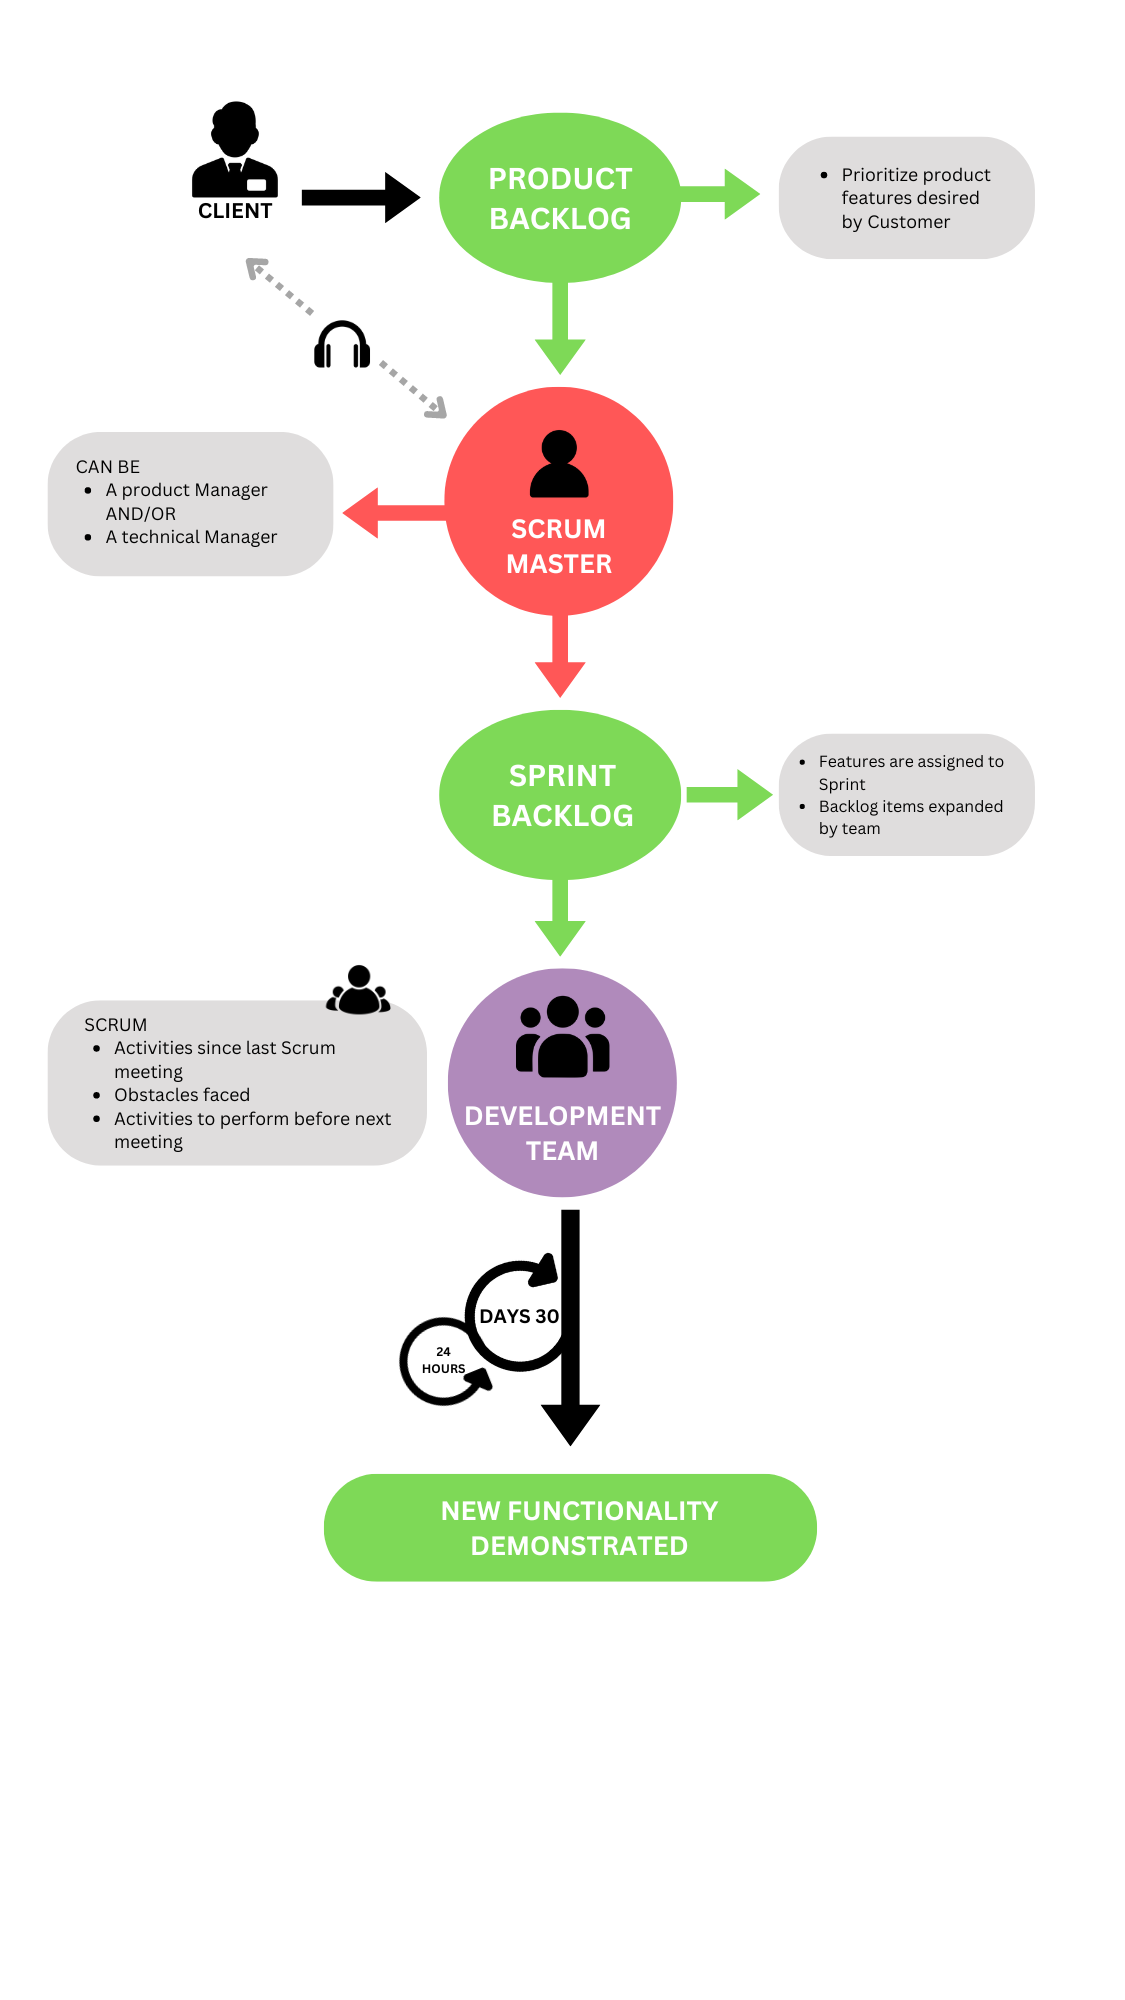 CLIENT
PRODUCT
BACKLOG
Prioritize product
features desired
by Customer
CAN BE
A product Manager
AND/OR
A technical Manager
SCRUM
MASTER
SPRINT
BACKLOG
Features are assigned to
Sprint
Backlog items expanded
by team
SCRUM
Activities since last Scrum
meeting
Obstacles faced
Activities to perform before next
meeting
DEVELOPMENT
TEAM
DAYS 30
24
HOURS
NEW FUNCTIONALITY
DEMONSTRATED